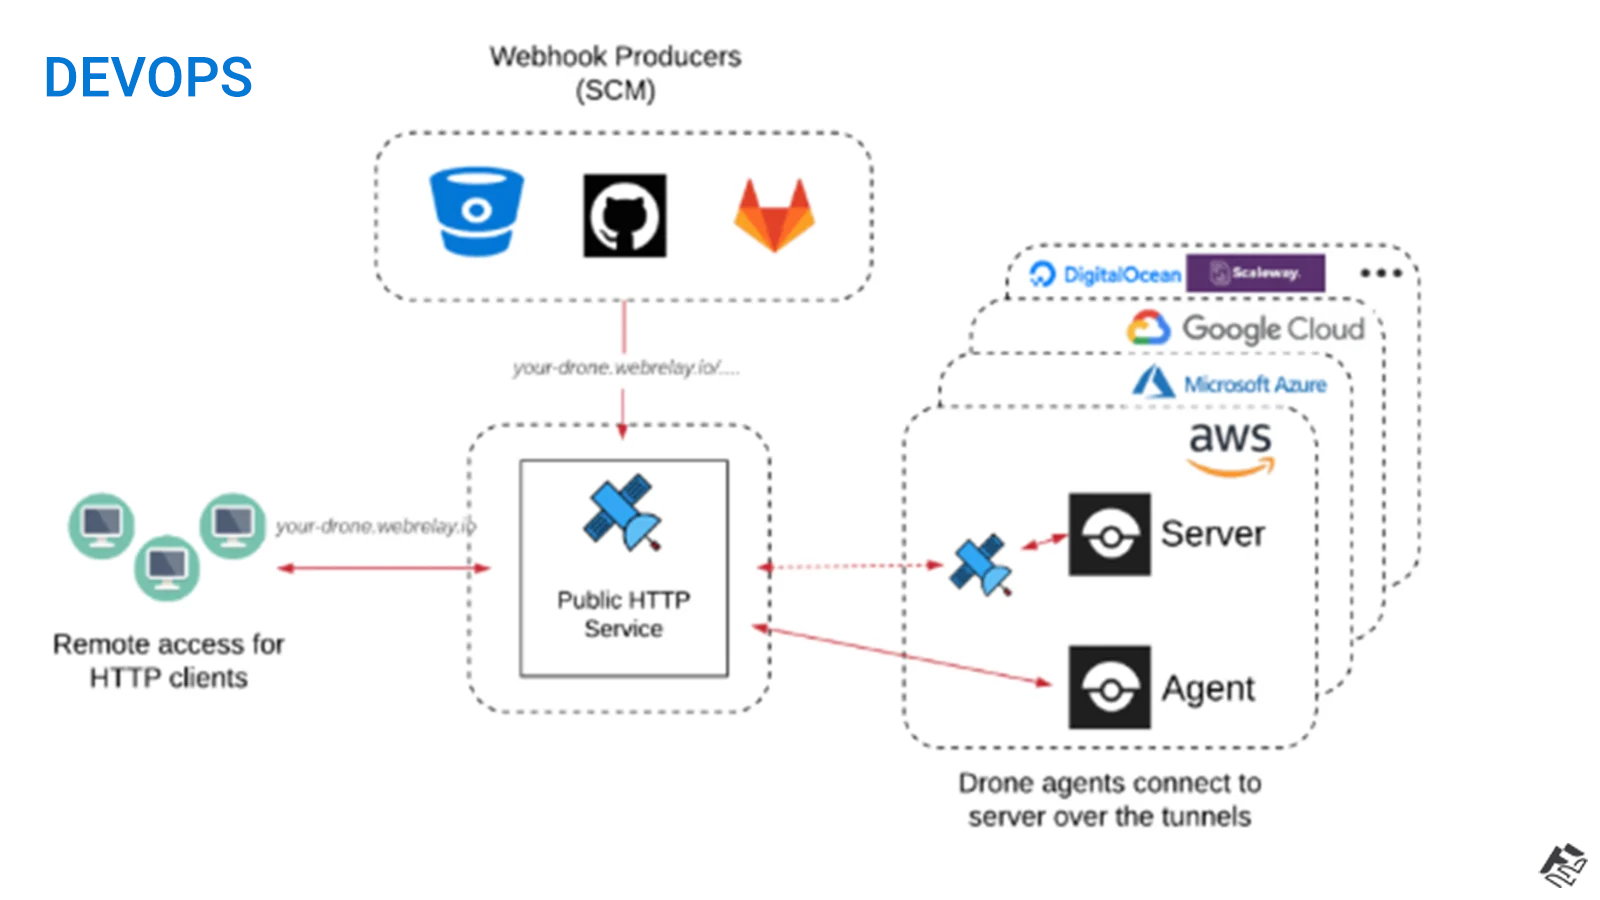 DEVOPS
Webhook Producers
(SCM)
DigitalOcean
Scaleway.
Google Cloud
your-drone.webrelay.io/....
Microsoft Azure
aws
your-drone.webrelay.io
Server
Public HTTP
Service
Remote access for
HTTP clients
Agent
Drone agents connect to
server over the tunnels